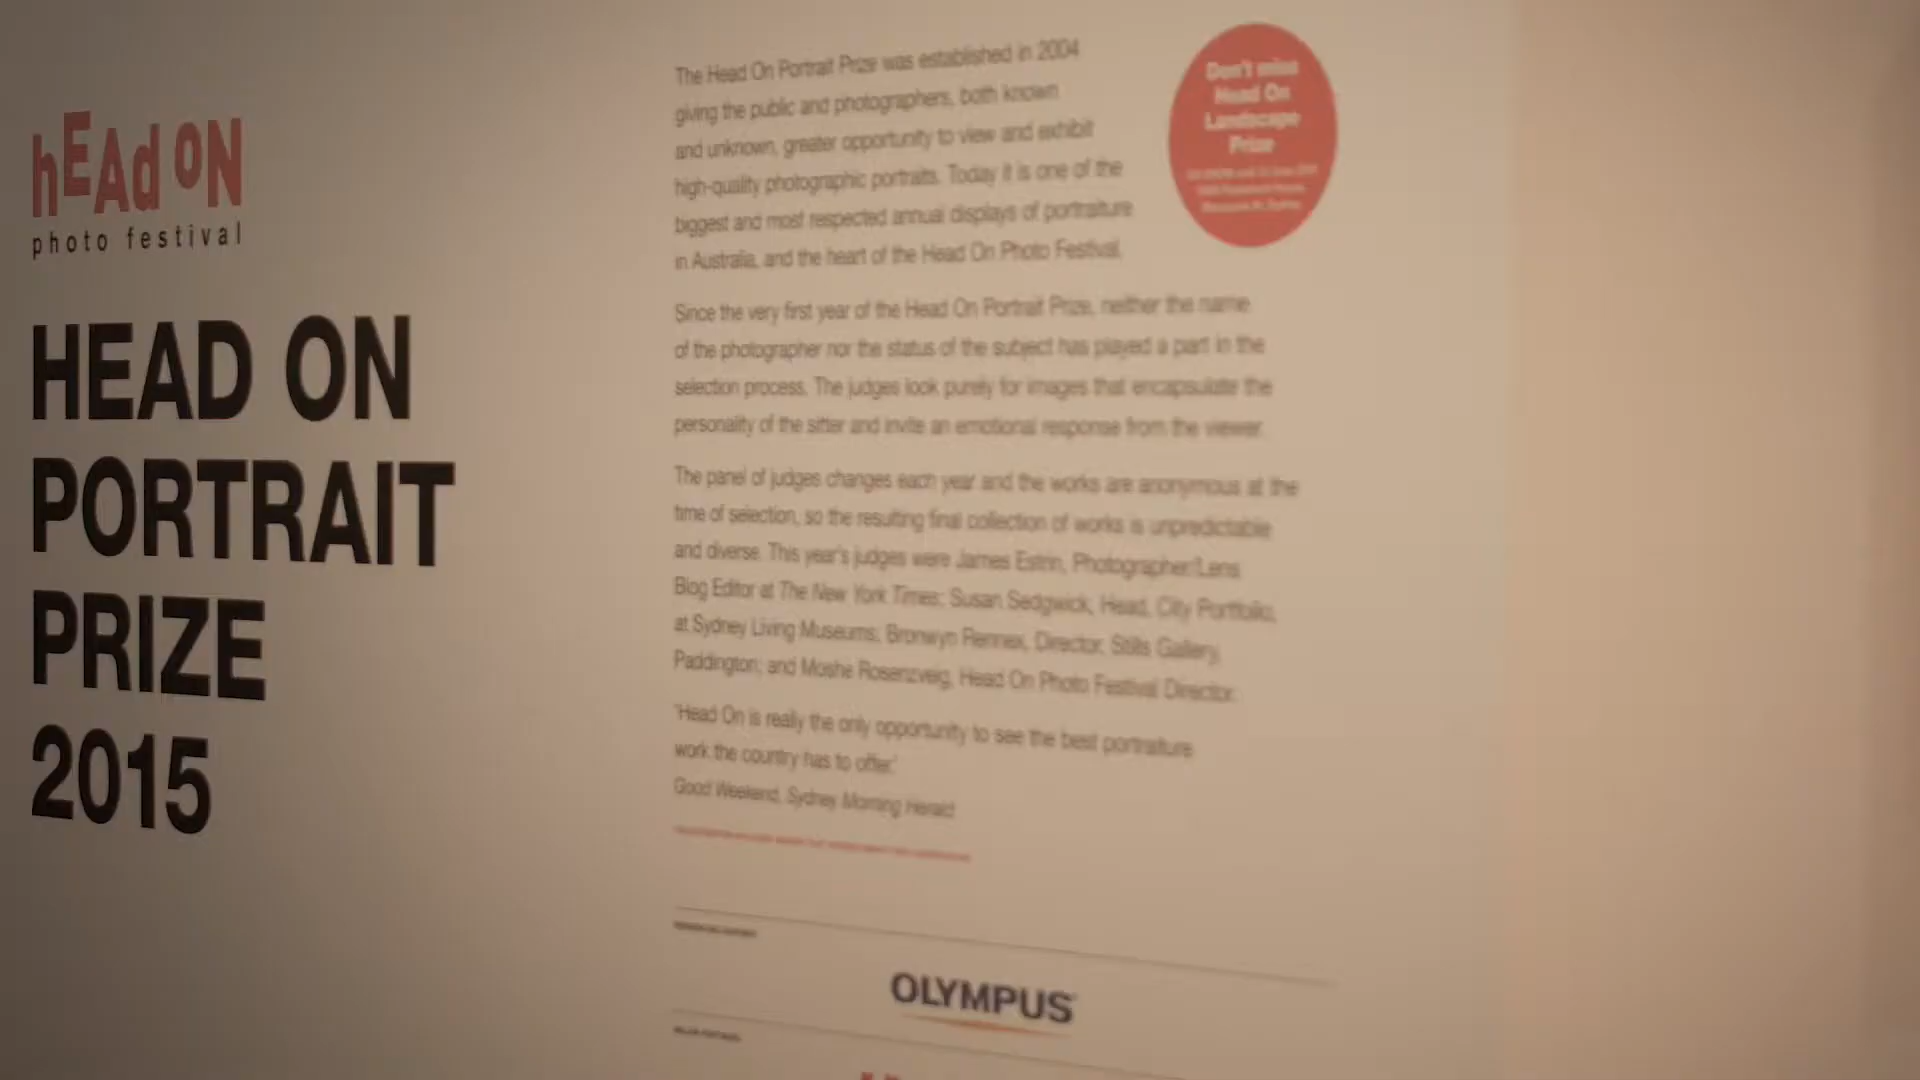 hEAd ON
photo festival
HEAD ON
PORTRAIT
PRIZE
2015
The Head On Portrait Prize was established in 2004
giving the public and photographers, both known
and unknown, greater opportunity to view and exhibit
high-quality photographic portraits. Today it is one of the
biggest and most respected annual displays of portraiture
in Australia, and the heart of the Head On Photo Festival.
Since the very first year of the Head On Portrait Prize, neither the name
of the photographer nor the status of the subject has played a part in the
selection process. The judges look purely for images that encapsulate the
personality of the sitter and invite an emotional response from the viewer.
The panel of judges changes each year and the works are anonymous at the
time of selection, so the resulting final collection of works is unpredictable
and diverse. This year's judges were James Estrin, Photographer/Lens
Blog Editor at The New York Times; Susan Sedgwick, Head, City Portfolio,
at Sydney Living Museums; Bronwyn Rennex, Director, Stills Gallery,
Paddington; and Moshe Rosenzveig, Head On Photo Festival Director.
'Head On is really the only opportunity to see the best portraiture
work the country has to offer.'
Good Weekend, Sydney Morning Herald
Don't miss
Head On
Landscape
Prize
OLYMPUS